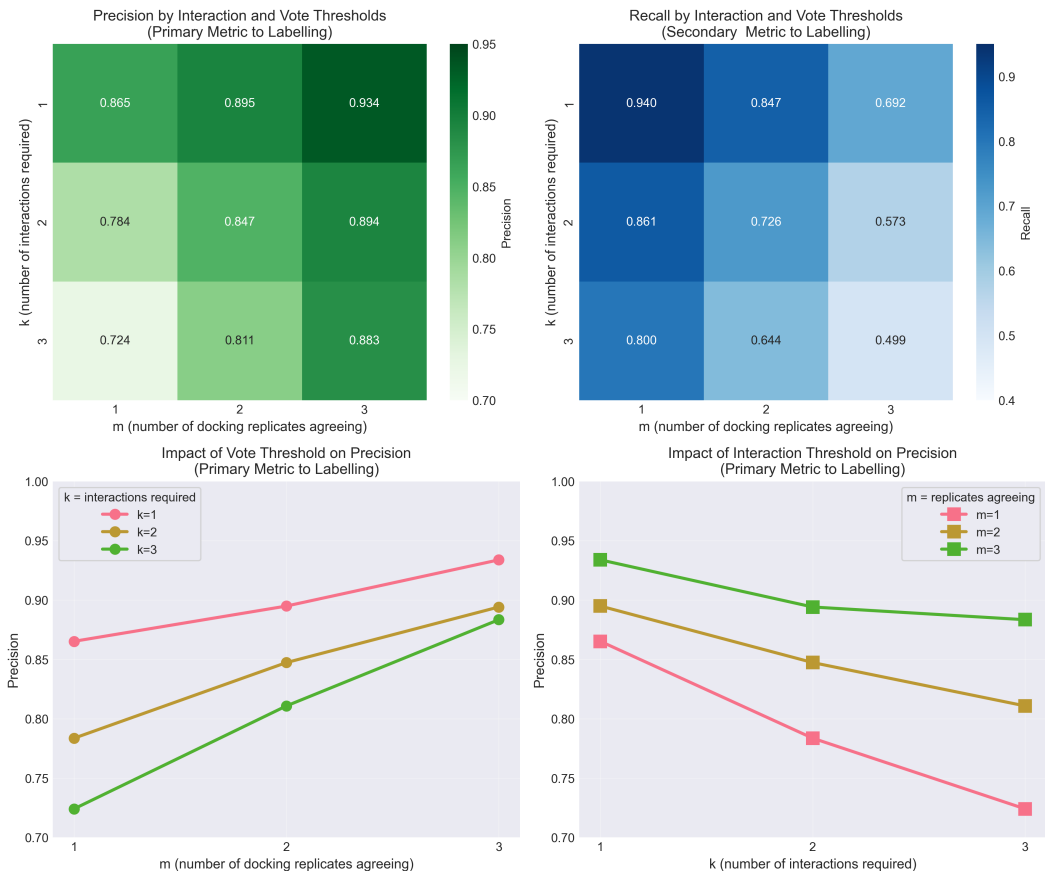 Precision by Interaction and Vote Thresholds
(Primary Metric to Labelling)
k (number of interactions required)
1
2
3
0.865
0.895
0.934
0.784
0.847
0.894
0.724
0.811
0.883
1
2
3
m (number of docking replicates agreeing)
0.95
0.90
0.85
0.80
0.75
0.70
Precision
Recall by Interaction and Vote Thresholds
(Secondary  Metric to Labelling)
k (number of interactions required)
1
2
3
0.940
0.847
0.692
0.861
0.726
0.573
0.800
0.644
0.499
1
2
3
m (number of docking replicates agreeing)
0.9
0.8
0.7
0.6
0.5
0.4
Recall
Impact of Vote Threshold on Precision
(Primary Metric to Labelling)
k = interactions required
k=1
k=2
k=3
Precision
1.00
0.95
0.90
0.85
0.80
0.75
0.70
1
2
3
m (number of docking replicates agreeing)
Impact of Interaction Threshold on Precision
(Primary Metric to Labelling)
m = replicates agreeing
m=1
m=2
m=3
Precision
1.00
0.95
0.90
0.85
0.80
0.75
0.70
1
2
3
k (number of interactions required)